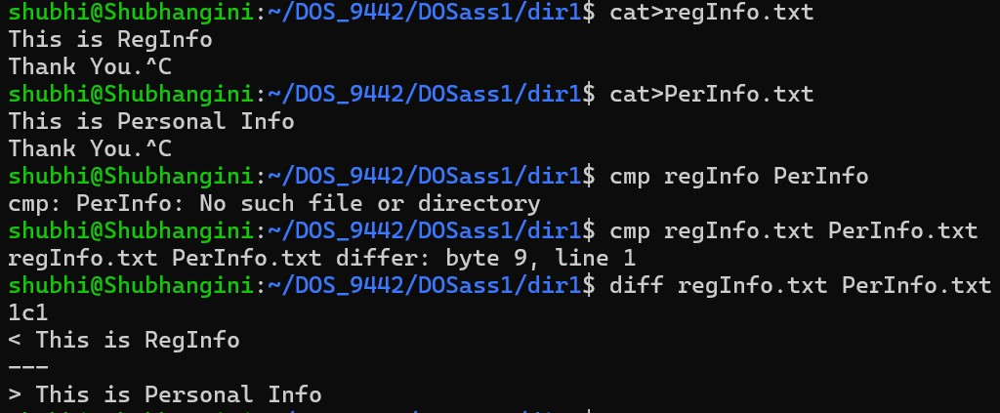 shubhi@Shubhangini:~/DOS_9442/DOSass1/dir1$ cat>regInfo.txt
This is RegInfo
Thank You.^C
shubhi@Shubhangini:~/DOS_9442/DOSass1/dir1$ cat>PerInfo.txt
This is Personal Info
Thank You.^C
shubhi@Shubhangini:~/DOS_9442/DOSass1/dir1$ cmp regInfo PerInfo
cmp: PerInfo: No such file or directory
shubhi@Shubhangini:~/DOS_9442/DOSass1/dir1$ cmp regInfo.txt PerInfo.txt
regInfo.txt PerInfo.txt differ: byte 9, line 1
shubhi@Shubhangini:~/DOS_9442/DOSass1/dir1$ diff regInfo.txt PerInfo.txt
1c1
< This is RegInfo
---
> This is Personal Info